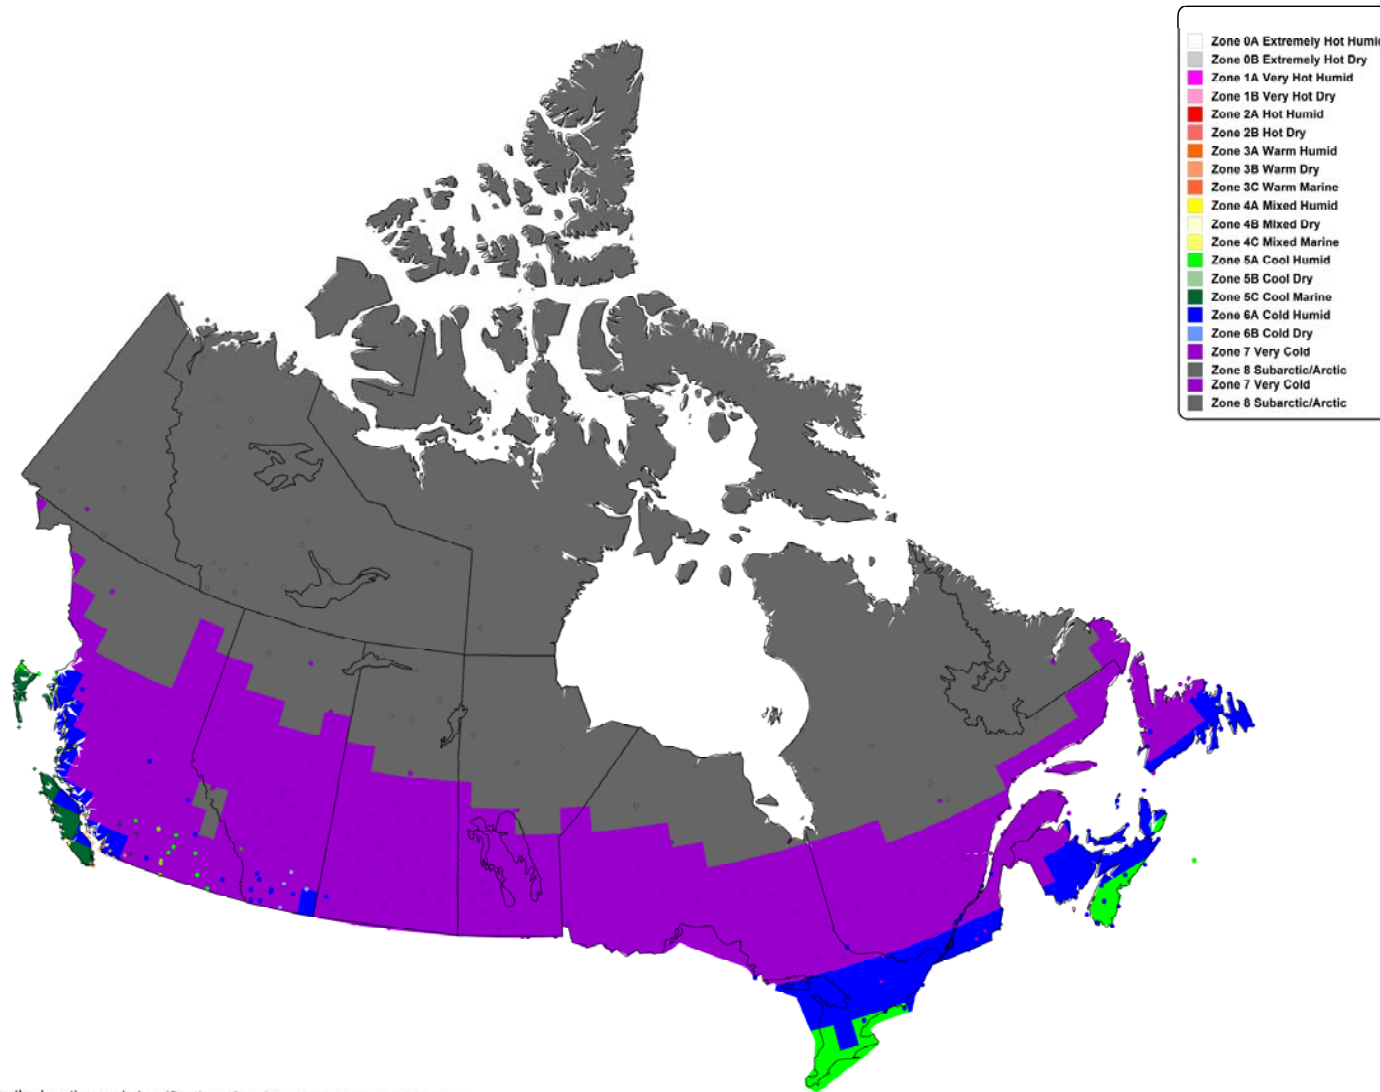 Zone 0A Extremely Hot Humid
Zone 0B Extremely Hot Dry
Zone 1A Very Hot Humid
Zone 1B Very Hot Dry
Zone 2A Hot Humid
Zone 2B Hot Dry
Zone 3A Warm Humid
Zone 3B Warm Dry
Zone 3C Warm Marine
Zone 4A Mixed Humid
Zone 4B Mixed Dry
Zone 4C Mixed Marine
Zone 5A Cool Humid
Zone 5B Cool Dry
Zone 5C Cool Marine
Zone 6A Cold Humid
Zone 6B Cold Dry
Zone 7 Very Cold
Zone 8 Subarctic/Arctic
Zone 7 Very Cold
Zone 8 Subarctic/Arctic